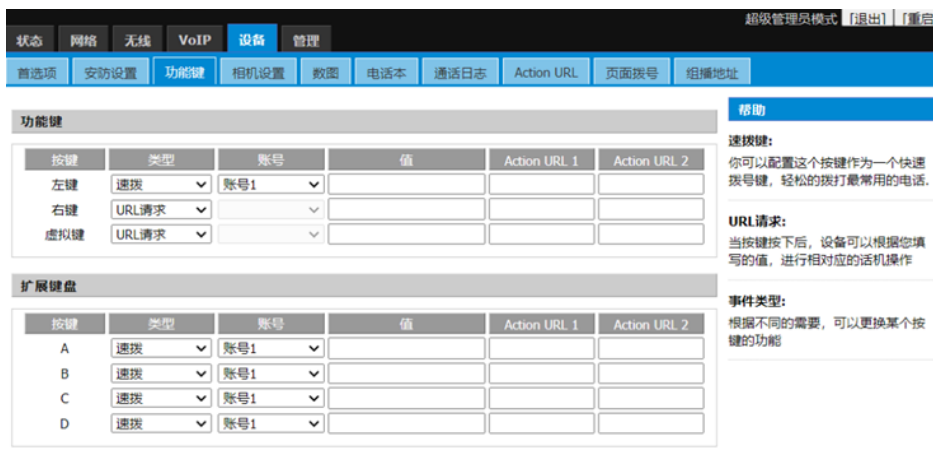 超级管理员模式 [退出] [重启
状态 网络 无线 VoIP 设备 管理
首选项 安防设置 功能键 相机设置 数图 电话本 通话日志 Action URL 页面拨号 组播地址
功能键
按键 类型 账号 值 Action URL 1 Action URL 2
左键 速拨 账号1
右键 URL请求
虚拟键 URL请求
扩展键盘
按键 类型 账号 值 Action URL 1 Action URL 2
A 速拨 账号1
B 速拨 账号1
C 速拨 账号1
D 速拨 账号1
帮助
速拨键:
你可以配置这个按键作为一个快速
拨号键，轻松的拨打最常用的电话.
URL请求:
当按键按下后，设备可以根据您填
写的值，进行相对应的话机操作
事件类型:
根据不同的需要，可以更换某个按
键的功能